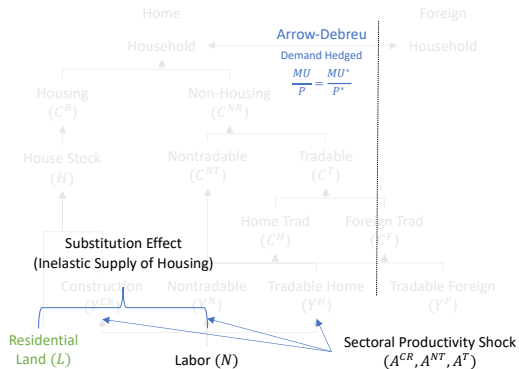 Home
Foreign
Arrow-Debreu
Household
Household
Demand Hedged
MU/P = MU*/P*
Housing
(C^R)
Non-Housing
(C^NR)
House Stock
(H)
Nontradable
(C^NT)
Tradable
(C^T)
Home Trad
(C^H)
Foreign Trad
(C^F)
Substitution Effect
(Inelastic Supply of Housing)
Construction
(Y^CR)
Nontradable
(Y^N)
Tradable Home
(Y^H)
Tradable Foreign
(Y^F)
Residential
Land (L)
Labor (N)
Sectoral Productivity Shock
(A^CR, A^NT, A^T)